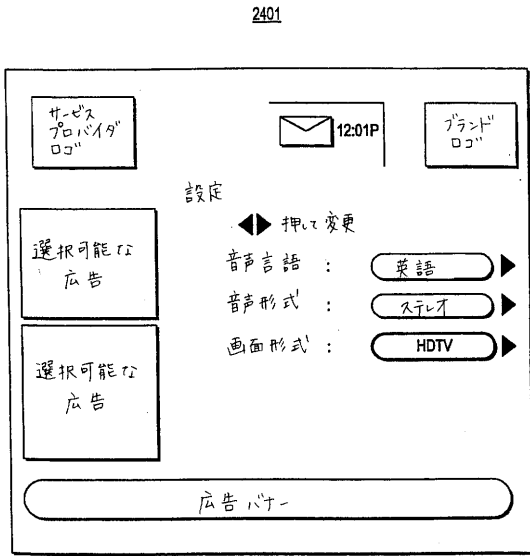 2401
サービス
プロバイダ
ロゴ
12:01P
ブランド
ロゴ
設定
押して変更
選択可能な
広告
音声言語 : 英語
音声形式 : ステレオ
画面形式 : HDTV
選択可能な
広告
広告バナー